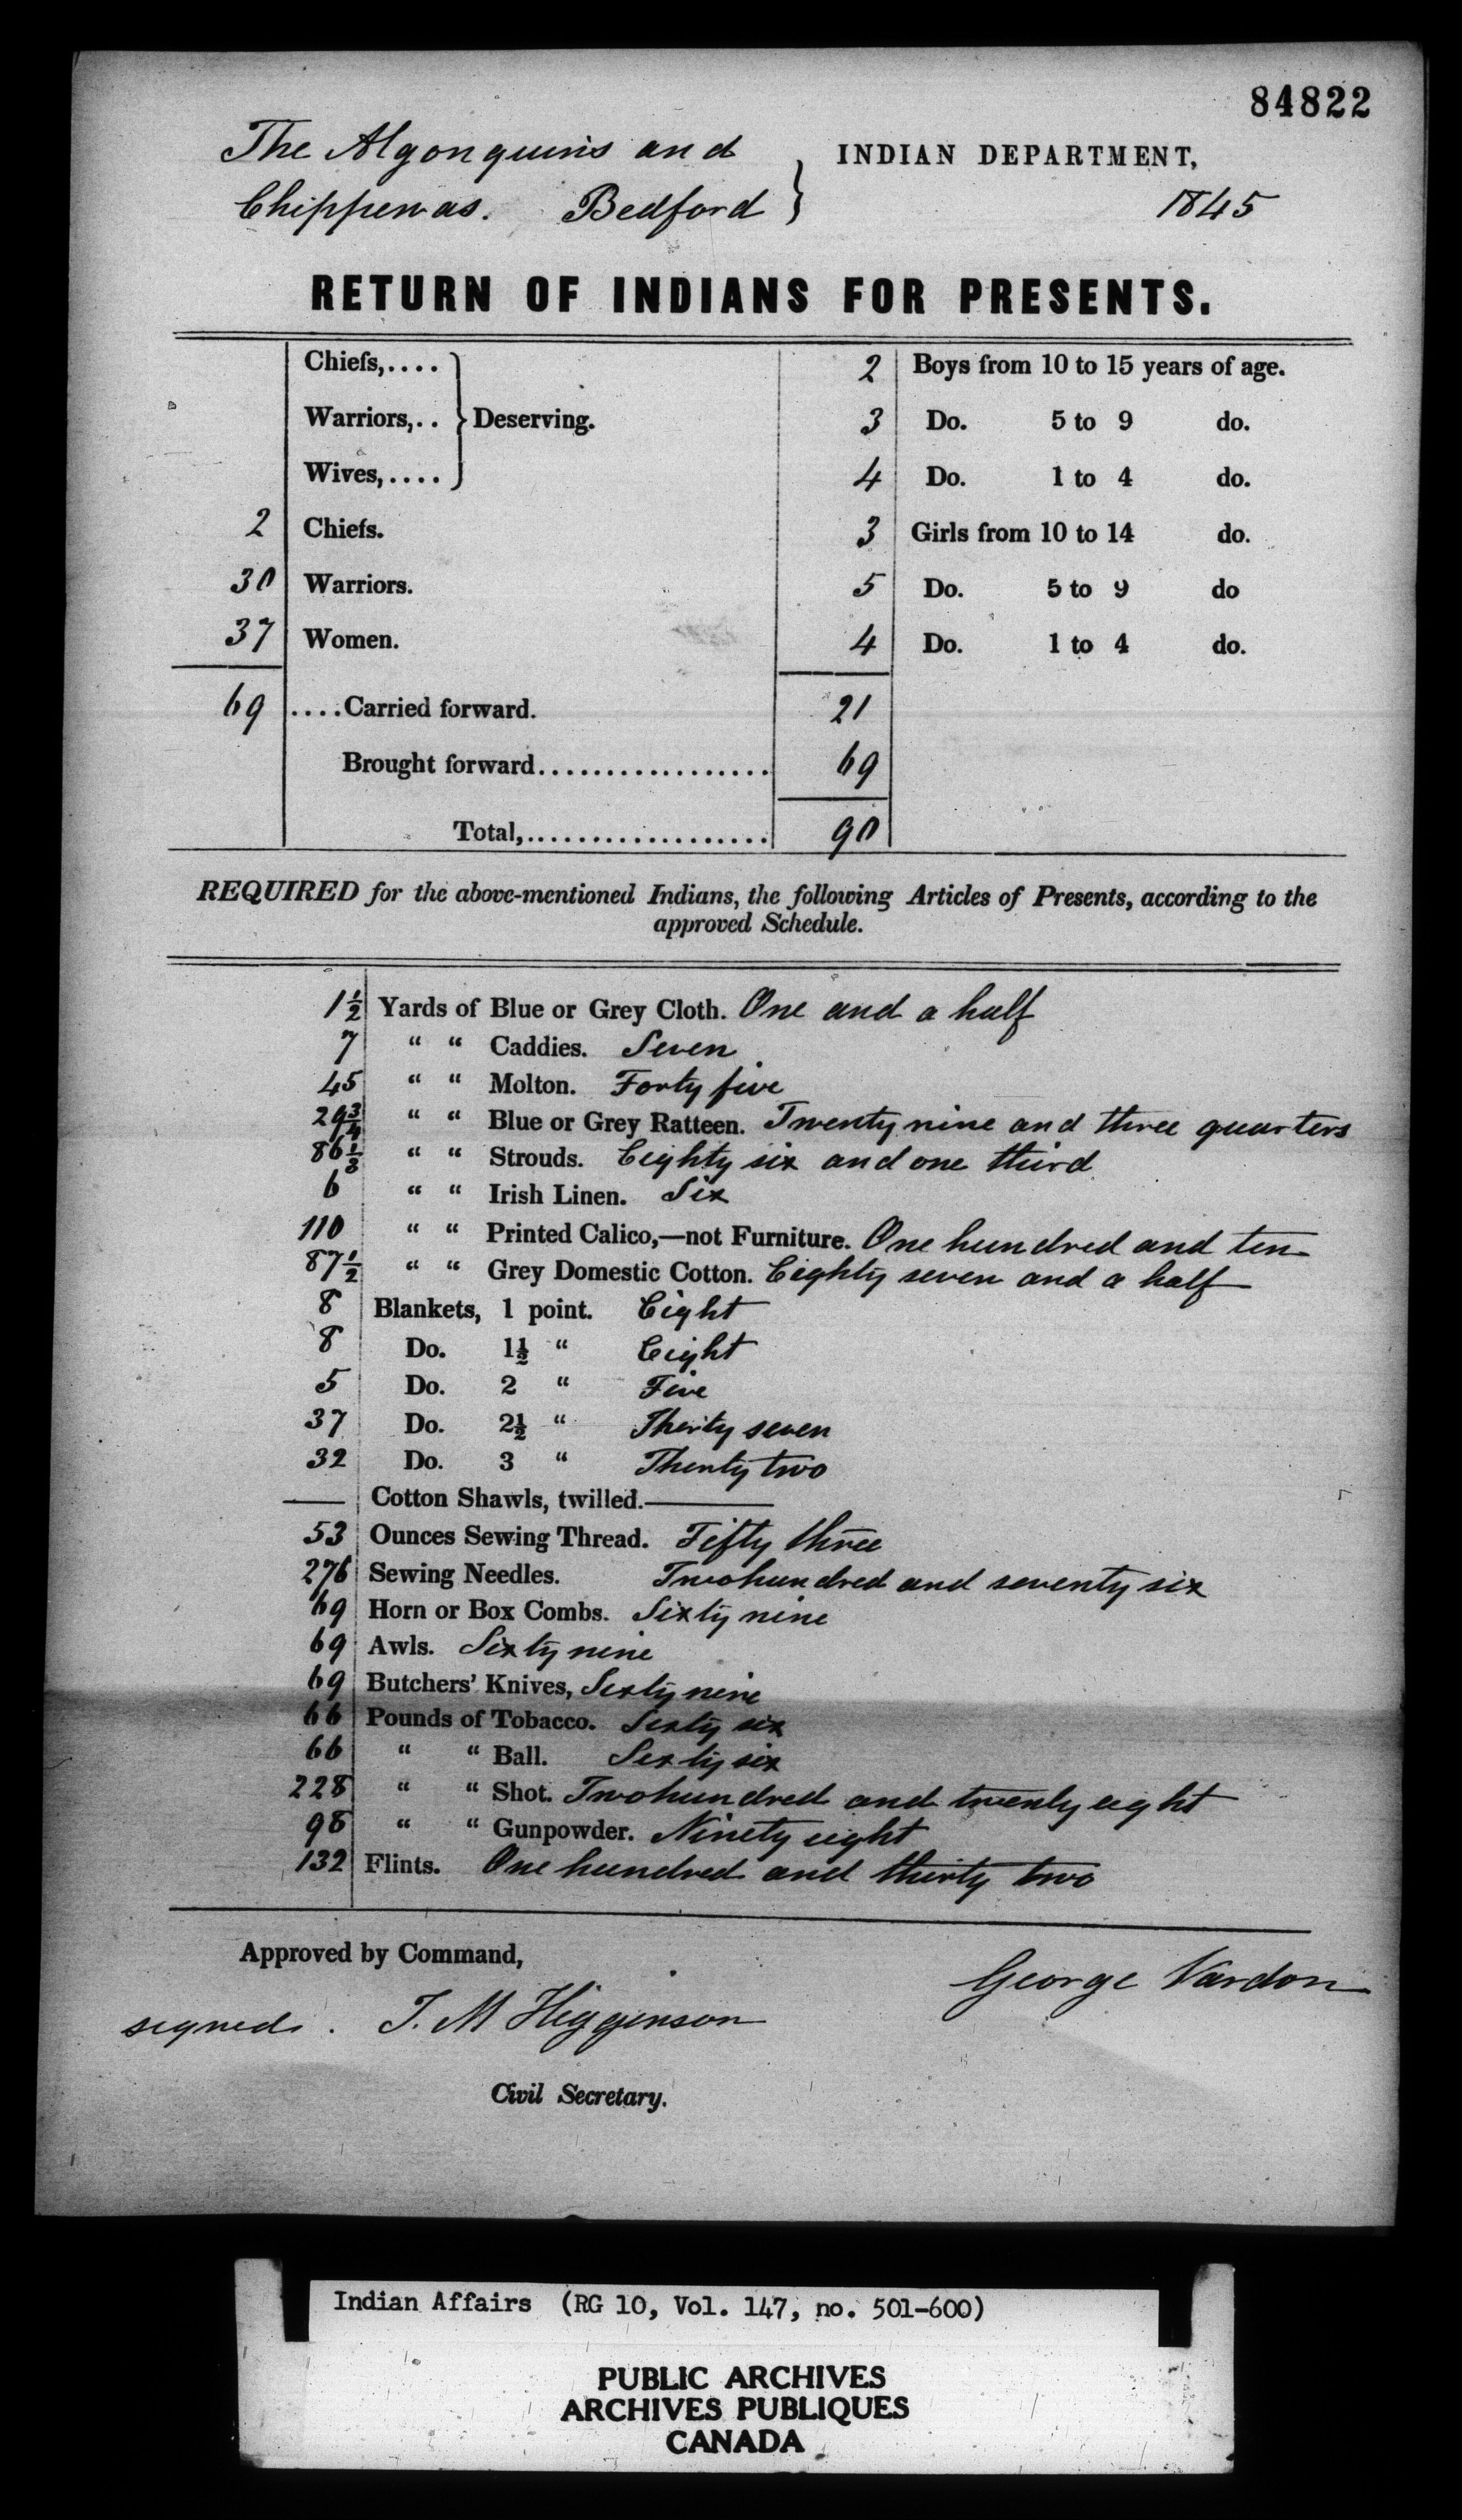 84822
The Algonquins and } INDIAN DEPARTMENT,
Chippewas. Bedford 1845
RETURN OF INDIANS FOR PRESENTS.
Chiefs,.... } 2 Boys from 10 to 15 years of age.
Warriors,.. } Deserving. 3 Do. 5 to 9 do.
Wives,.... } 4 Do. 1 to 4 do.
2 Chiefs. 3 Girls from 10 to 14 do.
30 Warriors. 5 Do. 5 to 9 do
37 Women. 4 Do. 1 to 4 do.
69 ....Carried forward. 21
Brought forward.................. 69
Total,................... 90
REQUIRED for the above-mentioned Indians, the following Articles of Presents, according to the
approved Schedule.
1½ Yards of Blue or Grey Cloth. One and a half
7 “ “ Caddies. Seven
45 “ “ Molton. Forty five
29¾ “ “ Blue or Grey Ratteen. Twenty nine and three quarters
86⅓ “ “ Strouds. Eighty six and one third
6 “ “ Irish Linen. Six
110 “ “ Printed Calico,—not Furniture. One hundred and ten
87½ “ “ Grey Domestic Cotton. Eighty seven and a half
8 Blankets, 1 point. Eight
8 Do. 1½ “ Eight
5 Do. 2 “ Five
37 Do. 2½ “ Therity seven
32 Do. 3 “ Thenty two
— Cotton Shawls, twilled.—
53 Ounces Sewing Thread. Fifty three
276 Sewing Needles. Two hundred and seventy six
69 Horn or Box Combs. Sixty nine
69 Awls. Sixty nine
69 Butchers’ Knives, Sixty nine
66 Pounds of Tobacco. Sixty six
66 “ “ Ball. Sixty six
228 “ “ Shot. Two hundred and twenty eight
98 “ “ Gunpowder. Ninety eight
132 Flints. One hundred and thirty two
Approved by Command,
George Vardon
signed. J. M Higginson
Civil Secretary.
Indian Affairs (RG 10, Vol. 147, no. 501-600)
PUBLIC ARCHIVES
ARCHIVES PUBLIQUES
CANADA